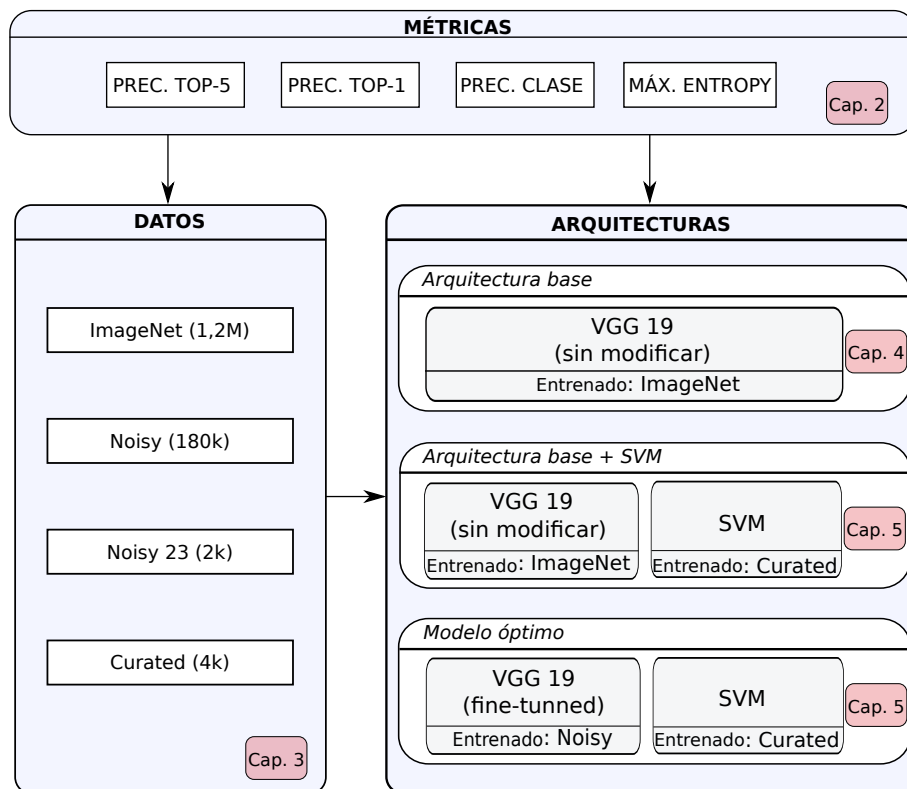 MÉTRICAS
PREC. TOP-5
PREC. TOP-1
PREC. CLASE
MÁX. ENTROPY
Cap. 2
DATOS
ImageNet (1,2M)
Noisy (180k)
Noisy 23 (2k)
Curated (4k)
Cap. 3
ARQUITECTURAS
Arquitectura base
VGG 19
(sin modificar)
Entrenado: ImageNet
Cap. 4
Arquitectura base + SVM
VGG 19
(sin modificar)
Entrenado: ImageNet
SVM
Entrenado: Curated
Cap. 5
Modelo óptimo
VGG 19
(fine-tunned)
Entrenado: Noisy
SVM
Entrenado: Curated
Cap. 5